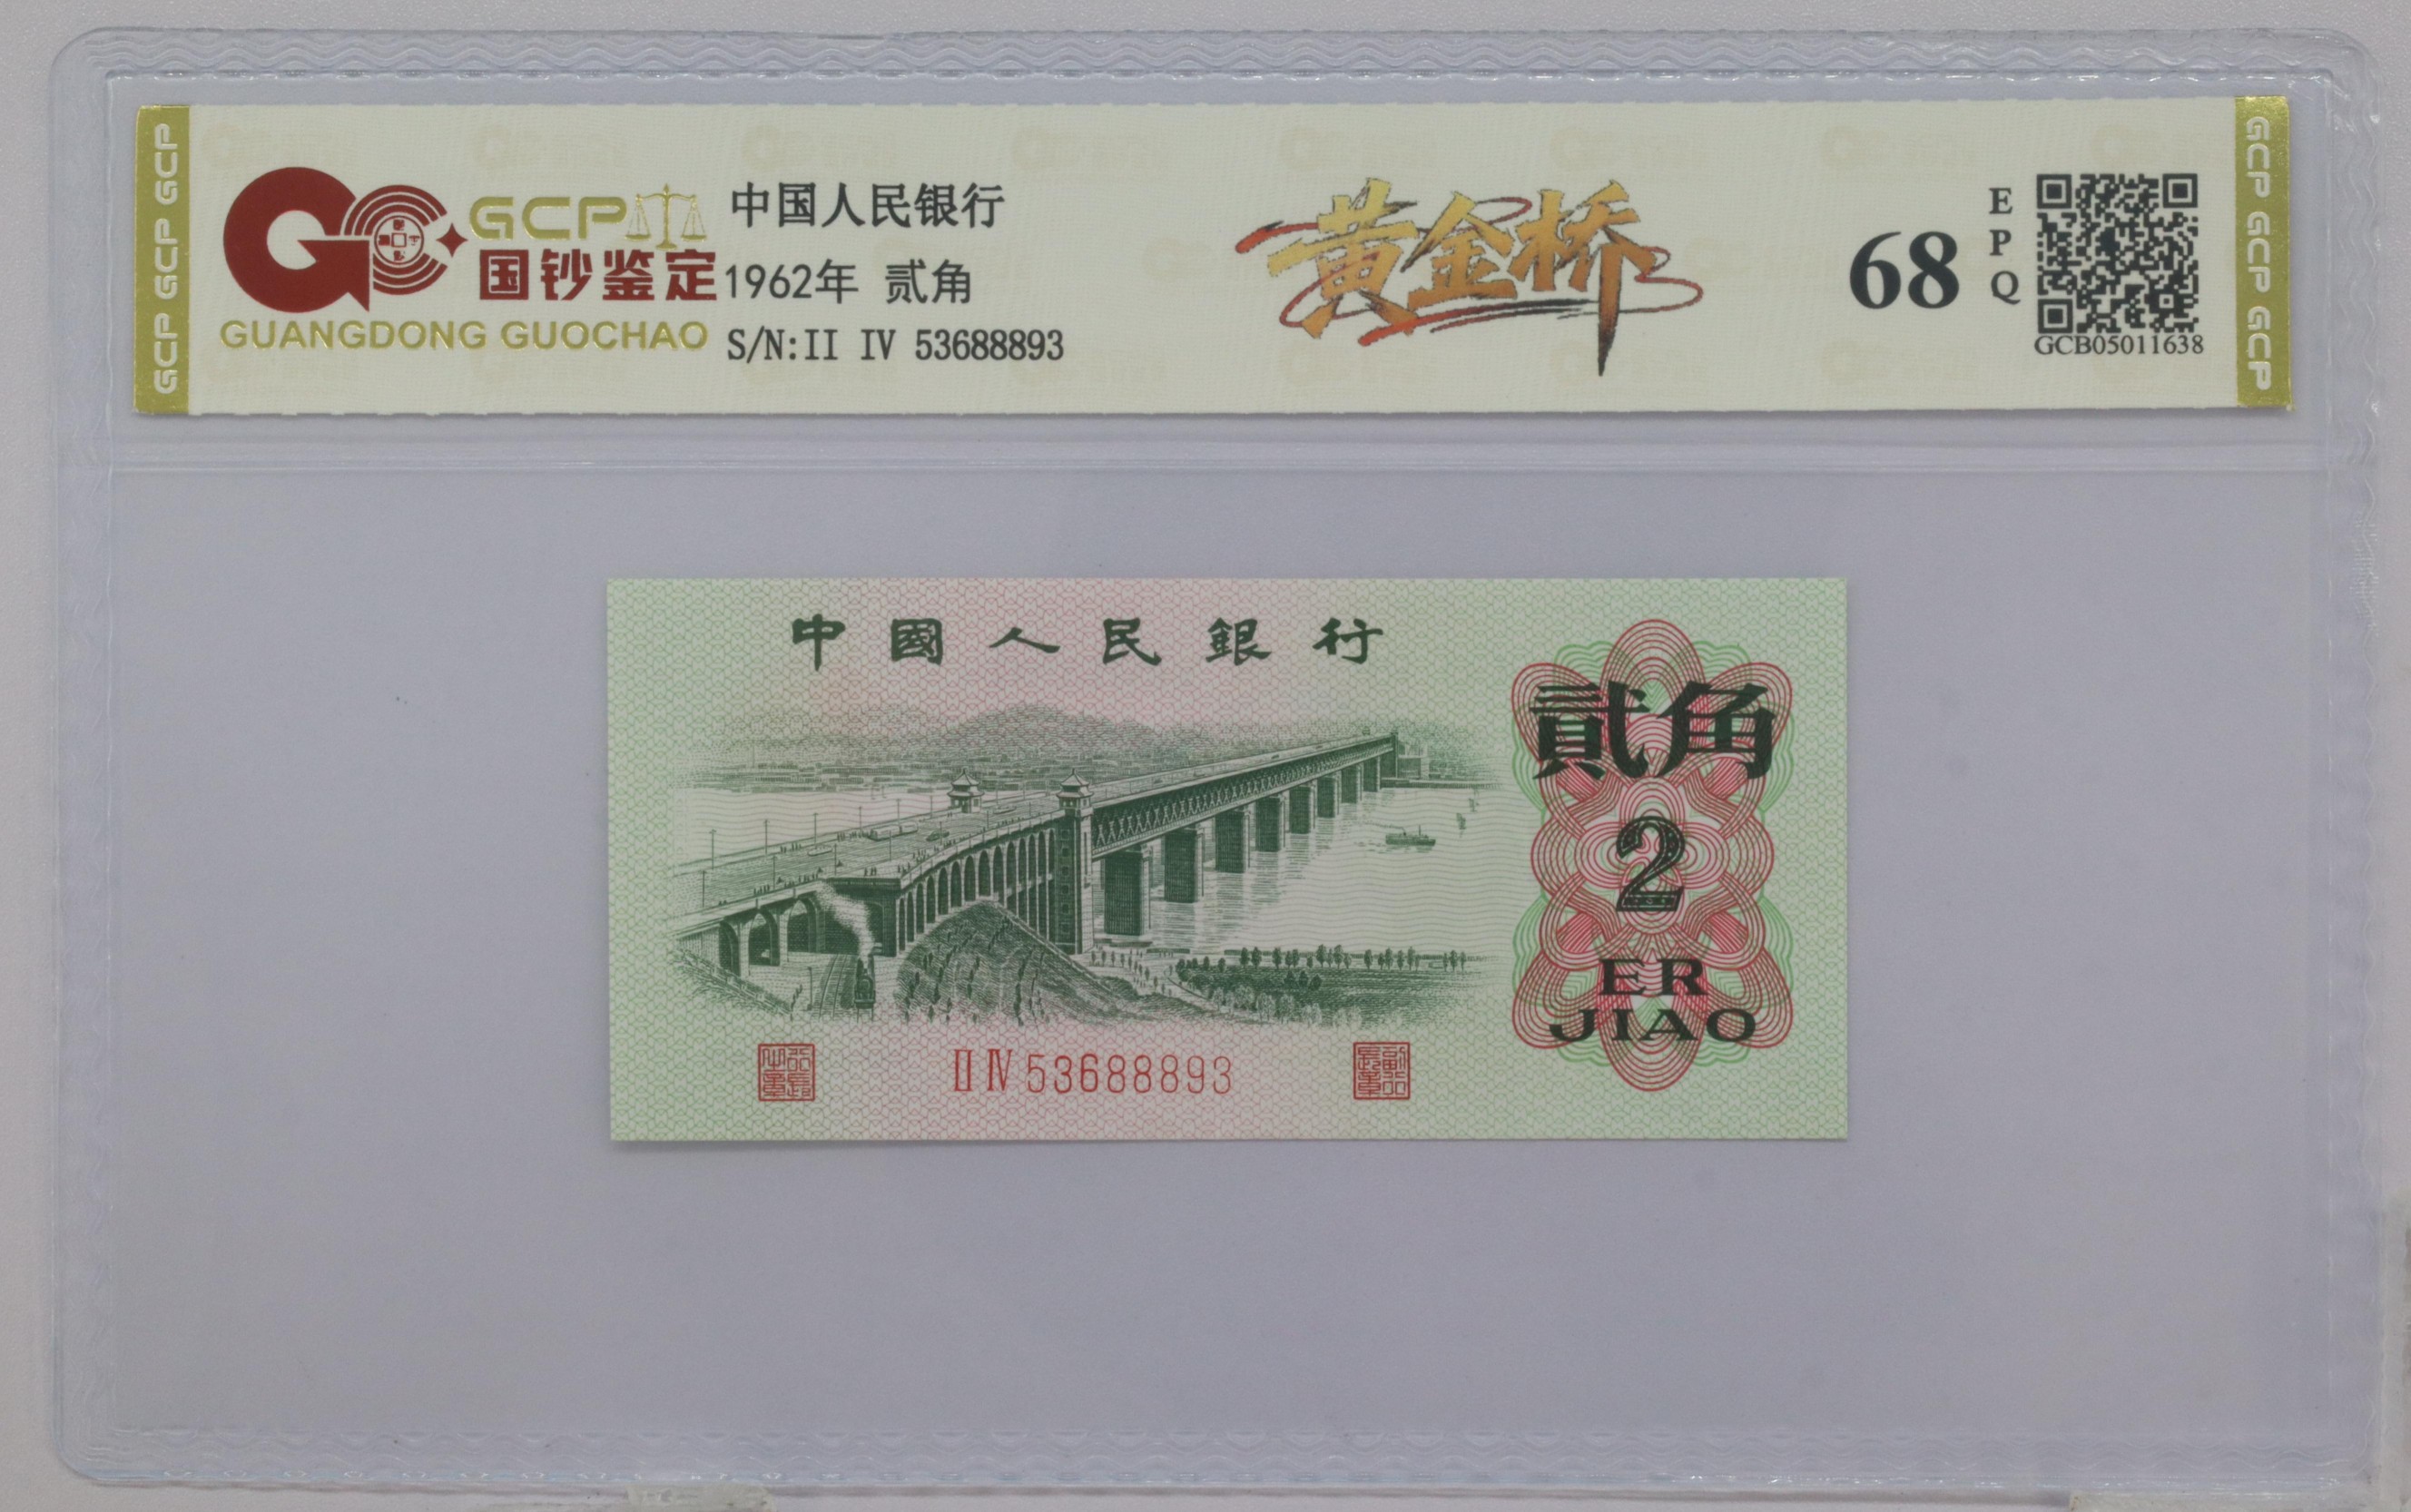 GCP GCP GCP
GCP
国钞鉴定
GUANGDONG GUOCHAO
中国人民银行
1962年 贰角
S/N:II IV 53688893
黄金桥
68
EPQ
GCB05011638
GCP GCP GCP
中國人民銀行
貳角
2
ER
JIAO
II IV 53688893